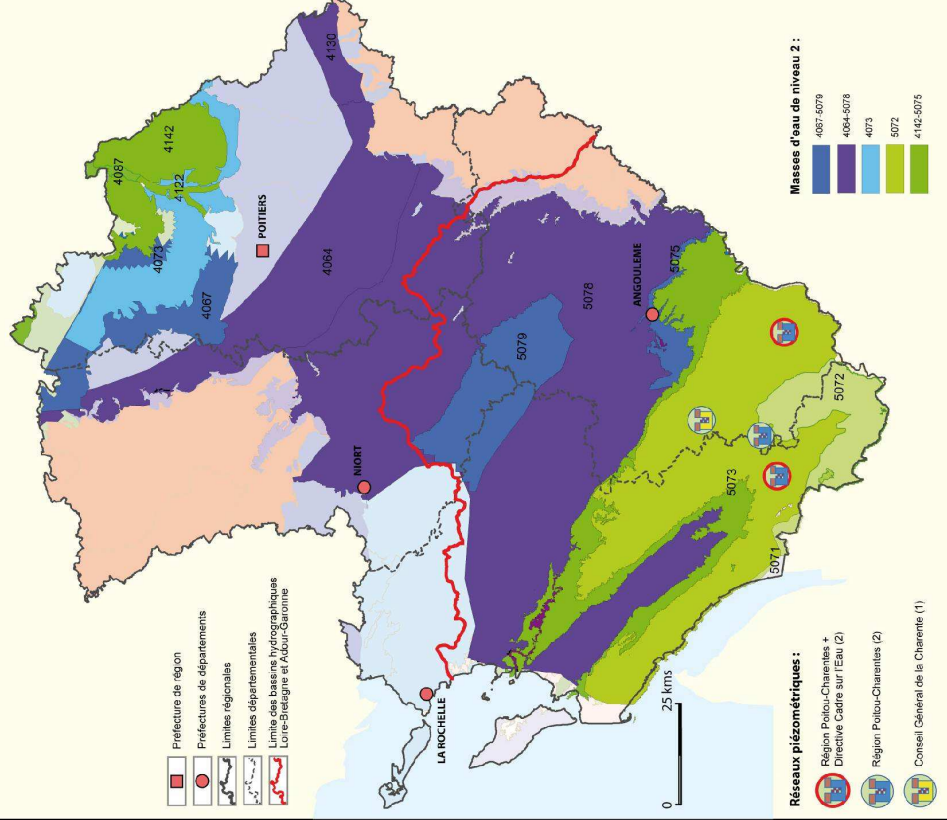 Préfecture de région
Préfectures de départements
Limites régionales
Limites départementales
Limite des bassins hydrographiques
Loire-Bretagne et Adour-Garonne
4130
4142
4087
4122
4073
POITIERS
4064
4067
NIORT
LA ROCHELLE
5079
5078
ANGOULEME
5075
5072
5073
5071
0
25 kms
Réseaux piézométriques :
Région Poitou-Charentes +
Directive Cadre sur l'Eau (2)
Région Poitou-Charentes (2)
Conseil Général de la Charente (1)
Masses d'eau de niveau 2 :
4067-5079
4064-5078
4073
5072
4142-5075